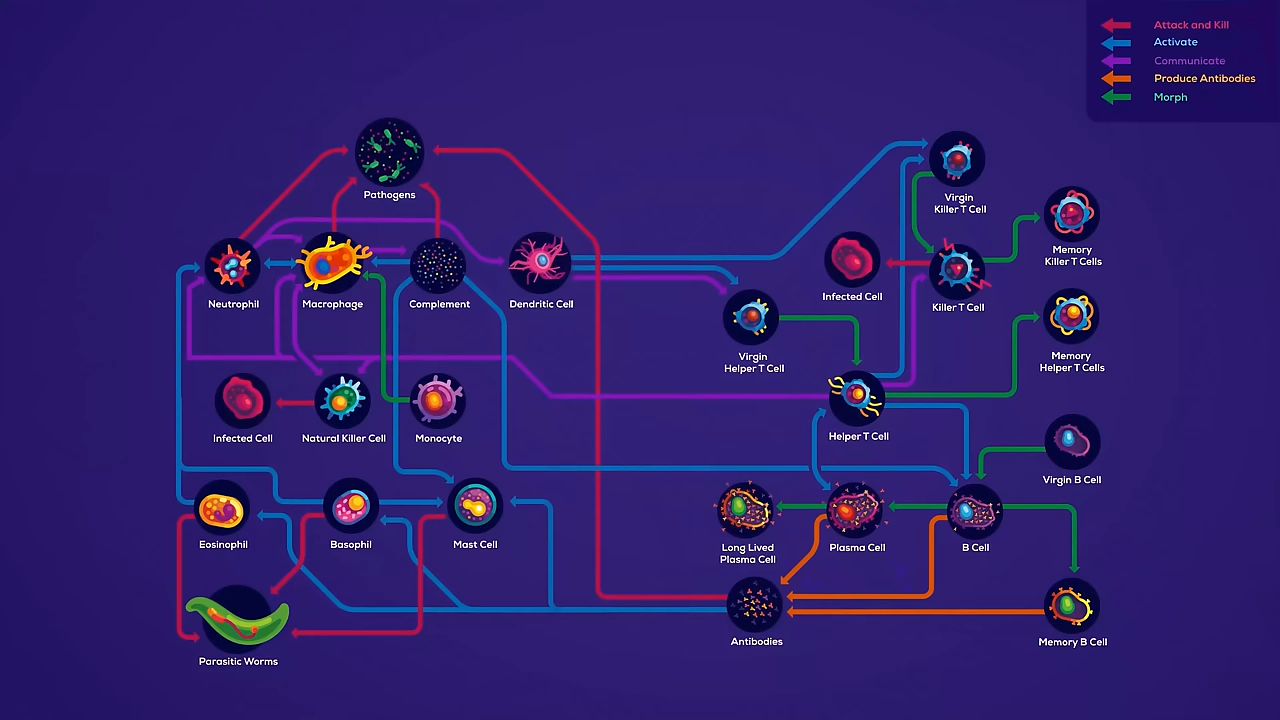 Attack and Kill
Activate
Communicate
Produce Antibodies
Morph
Pathogens
Virgin
Killer T Cell
Memory
Killer T Cells
Neutrophil
Macrophage
Complement
Dendritic Cell
Infected Cell
Killer T Cell
Virgin
Helper T Cell
Memory
Helper T Cells
Infected Cell
Natural Killer Cell
Monocyte
Helper T Cell
Virgin B Cell
Eosinophil
Basophil
Mast Cell
Long Lived
Plasma Cell
Plasma Cell
B Cell
Parasitic Worms
Antibodies
Memory B Cell